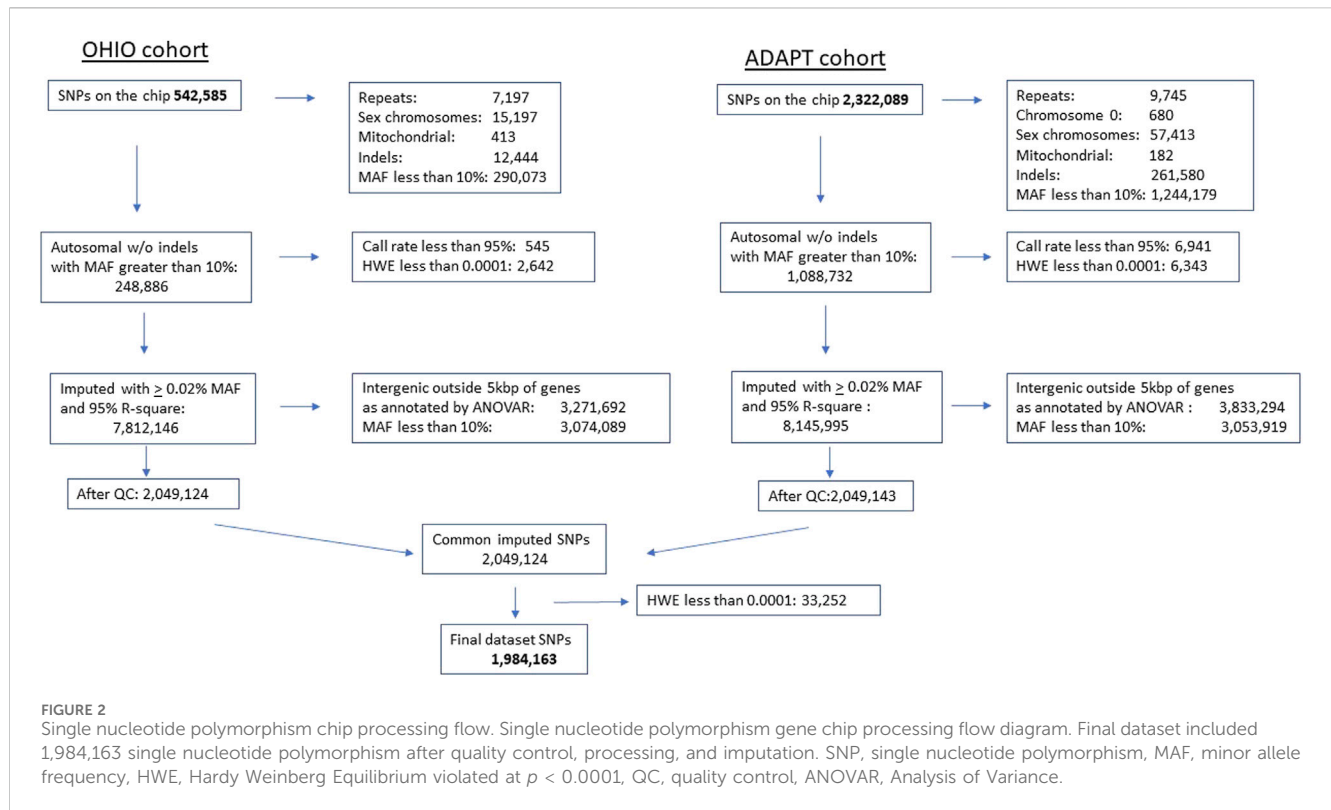 OHIO cohort
SNPs on the chip 542,585
Repeats: 7,197
Sex chromosomes: 15,197
Mitochondrial: 413
Indels: 12,444
MAF less than 10%: 290,073
Autosomal w/o indels
with MAF greater than 10%:
248,886
Call rate less than 95%: 545
HWE less than 0.0001: 2,642
Imputed with ≥ 0.02% MAF
and 95% R-square:
7,812,146
Intergenic outside 5kbp of genes
as annotated by ANOVAR: 3,271,692
MAF less than 10%: 3,074,089
After QC: 2,049,124
ADAPT cohort
SNPs on the chip 2,322,089
Repeats: 9,745
Chromosome 0: 680
Sex chromosomes: 57,413
Mitochondrial: 182
Indels: 261,580
MAF less than 10%: 1,244,179
Autosomal w/o indels
with MAF greater than 10%:
1,088,732
Call rate less than 95%: 6,941
HWE less than 0.0001: 6,343
Imputed with ≥ 0.02% MAF
and 95% R-square :
8,145,995
Intergenic outside 5kbp of genes
as annotated by ANOVAR : 3,833,294
MAF less than 10%: 3,053,919
After QC:2,049,143
Common imputed SNPs
2,049,124
HWE less than 0.0001: 33,252
Final dataset SNPs
1,984,163
FIGURE 2
Single nucleotide polymorphism chip processing flow. Single nucleotide polymorphism gene chip processing flow diagram. Final dataset included
1,984,163 single nucleotide polymorphism after quality control, processing, and imputation. SNP, single nucleotide polymorphism, MAF, minor allele
frequency, HWE, Hardy Weinberg Equilibrium violated at p < 0.0001, QC, quality control, ANOVAR, Analysis of Variance.